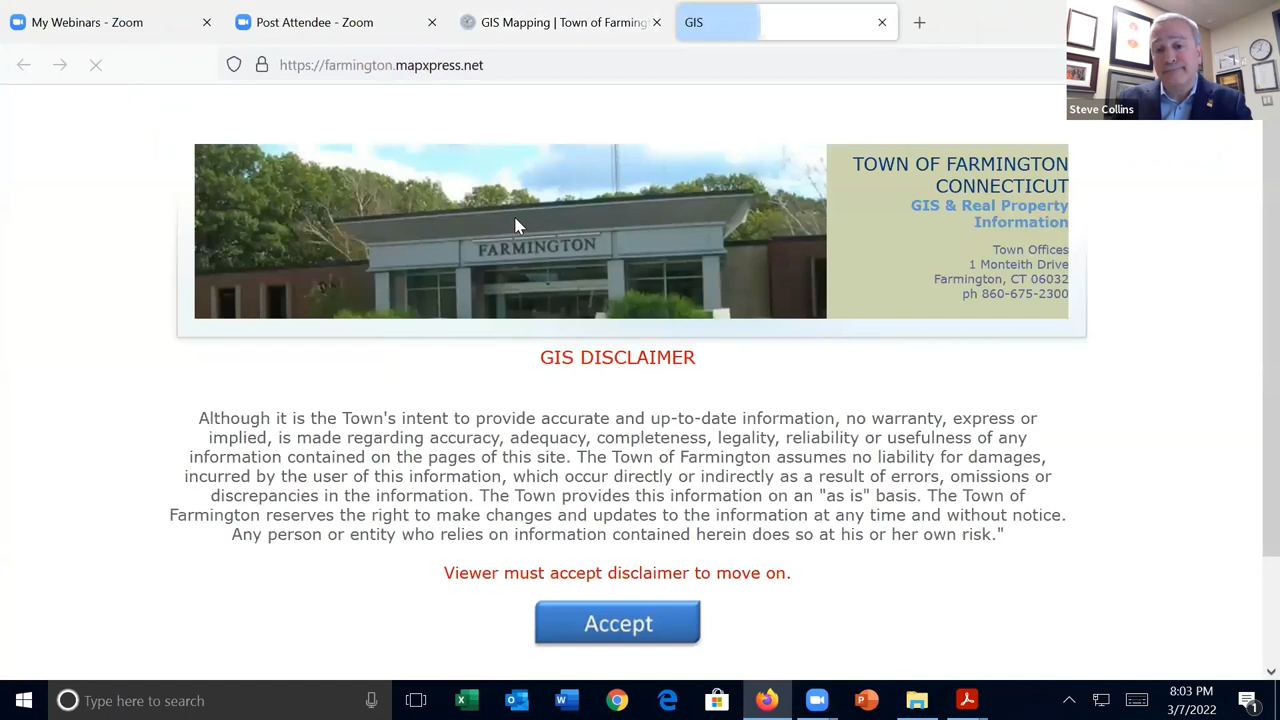 My Webinars - Zoom
Post Attendee - Zoom
GIS Mapping | Town of Farming
GIS
https://farmington.mapxpress.net
Steve Collins
FARMINGTON
TOWN OF FARMINGTON
CONNECTICUT
GIS & Real Property
Information
Town Offices
1 Monteith Drive
Farmington, CT 06032
ph 860-675-2300
GIS DISCLAIMER
Although it is the Town's intent to provide accurate and up-to-date information, no warranty, express or
implied, is made regarding accuracy, adequacy, completeness, legality, reliability or usefulness of any
information contained on the pages of this site. The Town of Farmington assumes no liability for damages,
incurred by the user of this information, which occur directly or indirectly as a result of errors, omissions or
discrepancies in the information. The Town provides this information on an "as is" basis. The Town of
Farmington reserves the right to make changes and updates to the information at any time and without notice.
Any person or entity who relies on information contained herein does so at his or her own risk."
Viewer must accept disclaimer to move on.
Accept
Type here to search
8:03 PM
3/7/2022
1